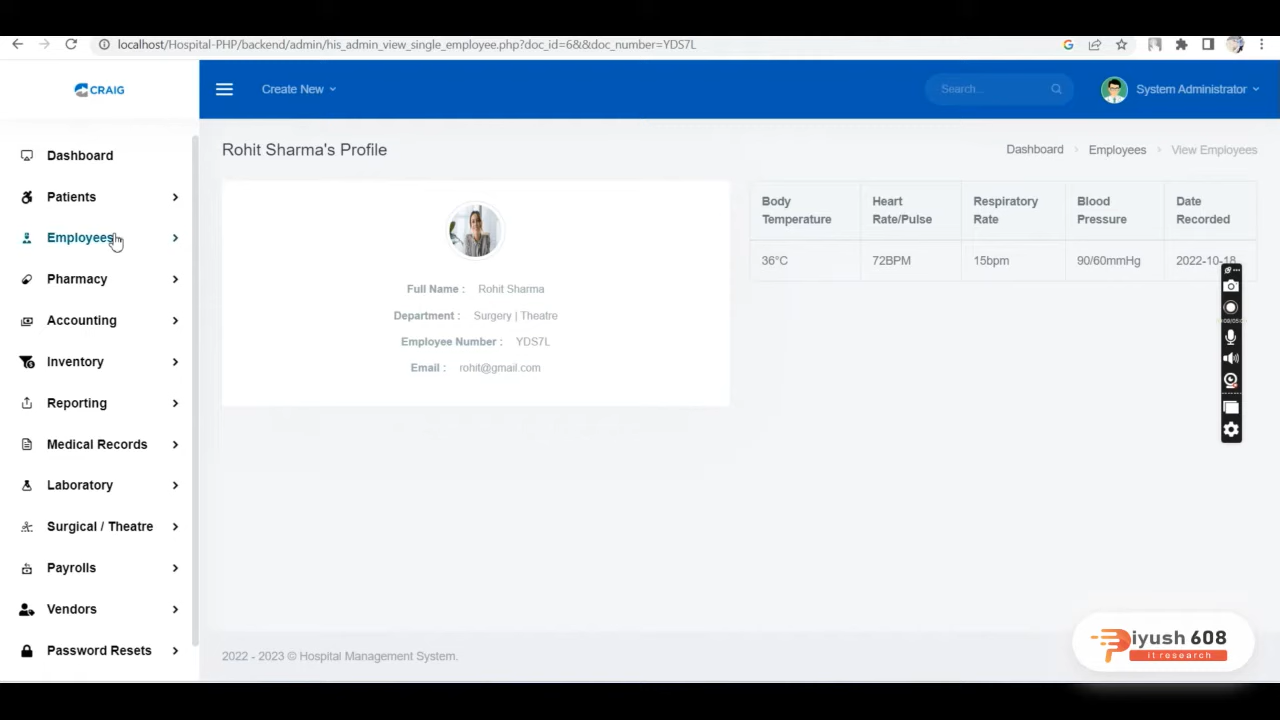 localhost/Hospital-PHP/backend/admin/his_admin_view_single_employee.php?doc_id=6&&doc_number=YDS7L
CRAIG
Create New
Search...
System Administrator
Dashboard
Patients
Employees
Pharmacy
Accounting
Inventory
Reporting
Medical Records
Laboratory
Surgical / Theatre
Payrolls
Vendors
Password Resets
Rohit Sharma's Profile
Dashboard > Employees > View Employees
Full Name : Rohit Sharma
Department : Surgery | Theatre
Employee Number : YDS7L
Email : rohit@gmail.com
Body Temperature
Heart Rate/Pulse
Respiratory Rate
Blood Pressure
Date Recorded
36°C 72BPM 15bpm 90/60mmHg 2022-10-18
2022 - 2023 © Hospital Management System.
Piyush 608
it research